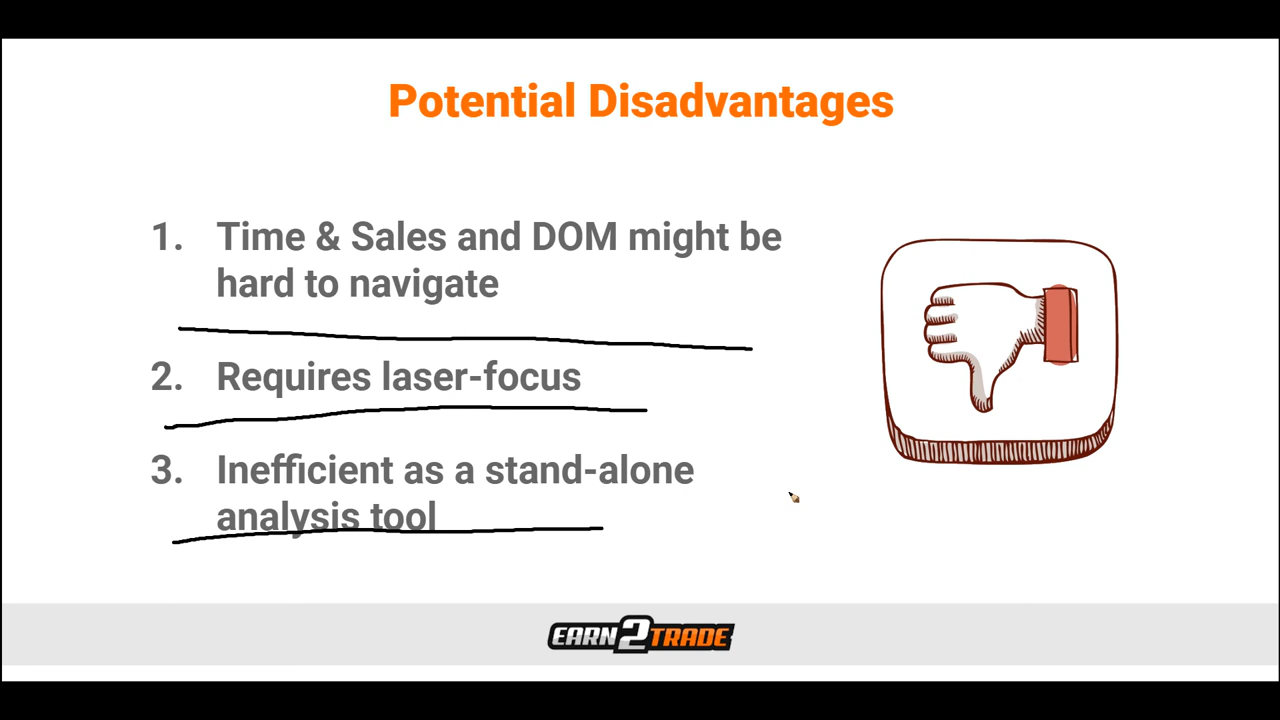 Potential Disadvantages
1. Time & Sales and DOM might be
hard to navigate
2. Requires laser-focus
3. Inefficient as a stand-alone
analysis tool
EARN2TRADE